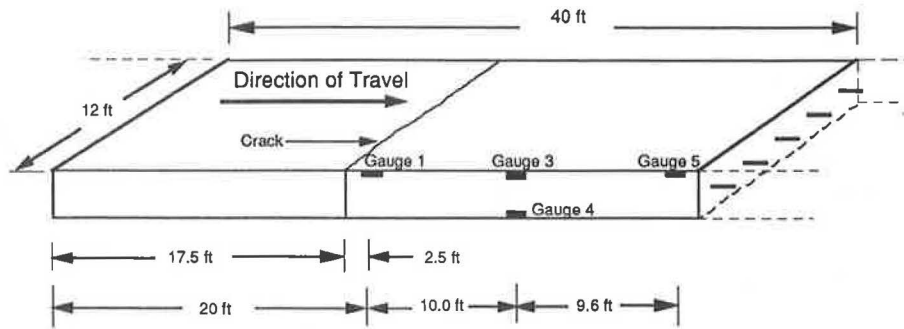 40 ft
Direction of Travel
12 ft
Crack
Gauge 1
Gauge 3
Gauge 5
Gauge 4
17.5 ft
2.5 ft
20 ft
10.0 ft
9.6 ft